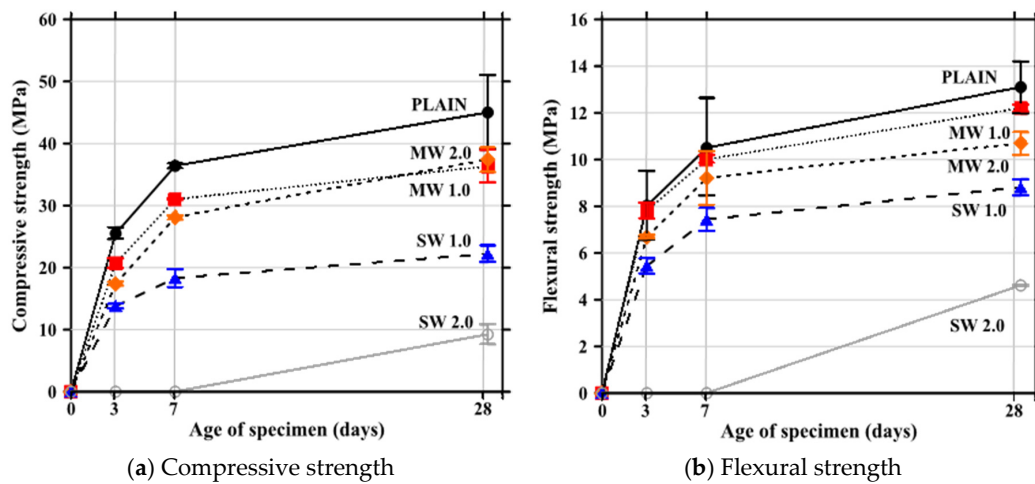 60
50
40
30
20
10
0
Compressive strength (MPa)
PLAIN
MW 2.0
MW 1.0
SW 1.0
SW 2.0
0 3 7 28
Age of specimen (days)
(a) Compressive strength
16
14
12
10
8
6
4
2
0
Flexural strength (MPa)
PLAIN
MW 1.0
MW 2.0
SW 1.0
SW 2.0
0 3 7 28
Age of specimen (days)
(b) Flexural strength